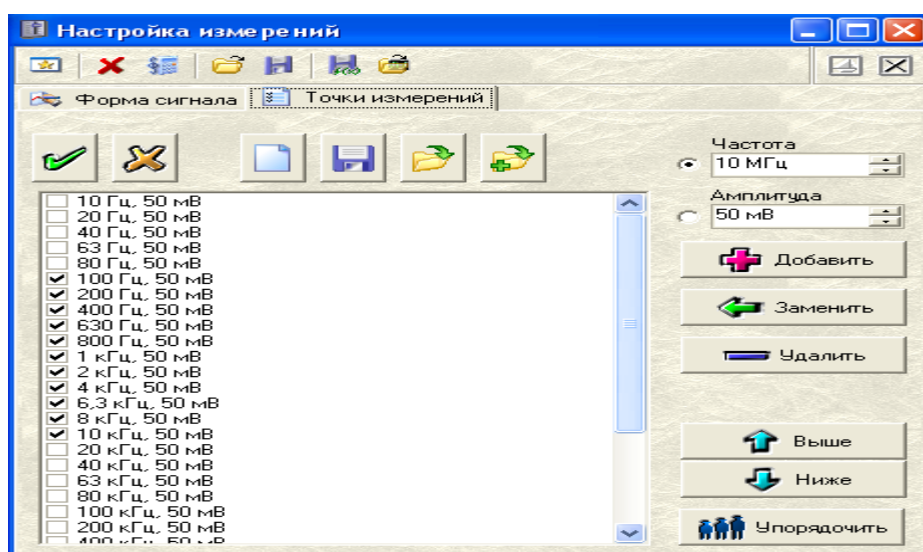 Настройка измерений
Форма сигнала
Точки измерений
Частота
10 МГц
Амплитуда
50 мВ
10 Гц, 50 мВ
20 Гц, 50 мВ
40 Гц, 50 мВ
63 Гц, 50 мВ
80 Гц, 50 мВ
100 Гц, 50 мВ
200 Гц, 50 мВ
400 Гц, 50 мВ
630 Гц, 50 мВ
800 Гц, 50 мВ
1 кГц, 50 мВ
2 кГц, 50 мВ
4 кГц, 50 мВ
6,3 кГц, 50 мВ
8 кГц, 50 мВ
10 кГц, 50 мВ
20 кГц, 50 мВ
40 кГц, 50 мВ
63 кГц, 50 мВ
80 кГц, 50 мВ
100 кГц, 50 мВ
200 кГц, 50 мВ
400 кГц, 50 мВ
Добавить
Заменить
Удалить
Выше
Ниже
Упорядочить